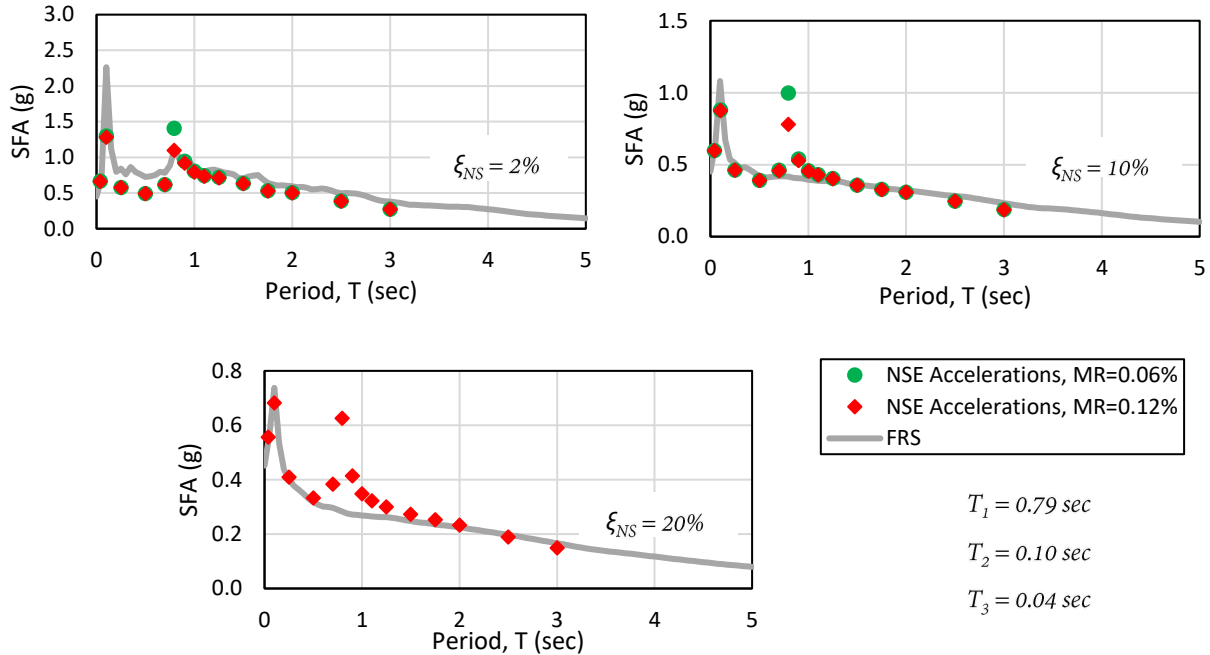 3.0
2.5
2.0
1.5
1.0
0.5
0.0
SFA (g)
ξNS = 2%
0 1 2 3 4 5
Period, T (sec)
1.5
1.0
0.5
0.0
SFA (g)
ξNS = 10%
0 1 2 3 4 5
Period, T (sec)
0.8
0.6
0.4
0.2
0.0
SFA (g)
ξNS = 20%
0 1 2 3 4 5
Period, T (sec)
NSE Accelerations, MR=0.06%
NSE Accelerations, MR=0.12%
FRS
T1 = 0.79 sec
T2 = 0.10 sec
T3 = 0.04 sec